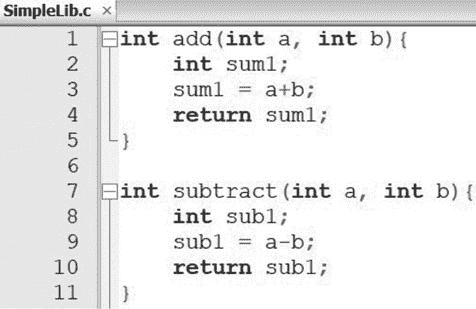 SimpleLib.c ×
1 int add(int a, int b){
2 int sum1;
3 sum1 = a+b;
4 return sum1;
5 }
6
7 int subtract(int a, int b){
8 int sub1;
9 sub1 = a-b;
10 return sub1;
11 }